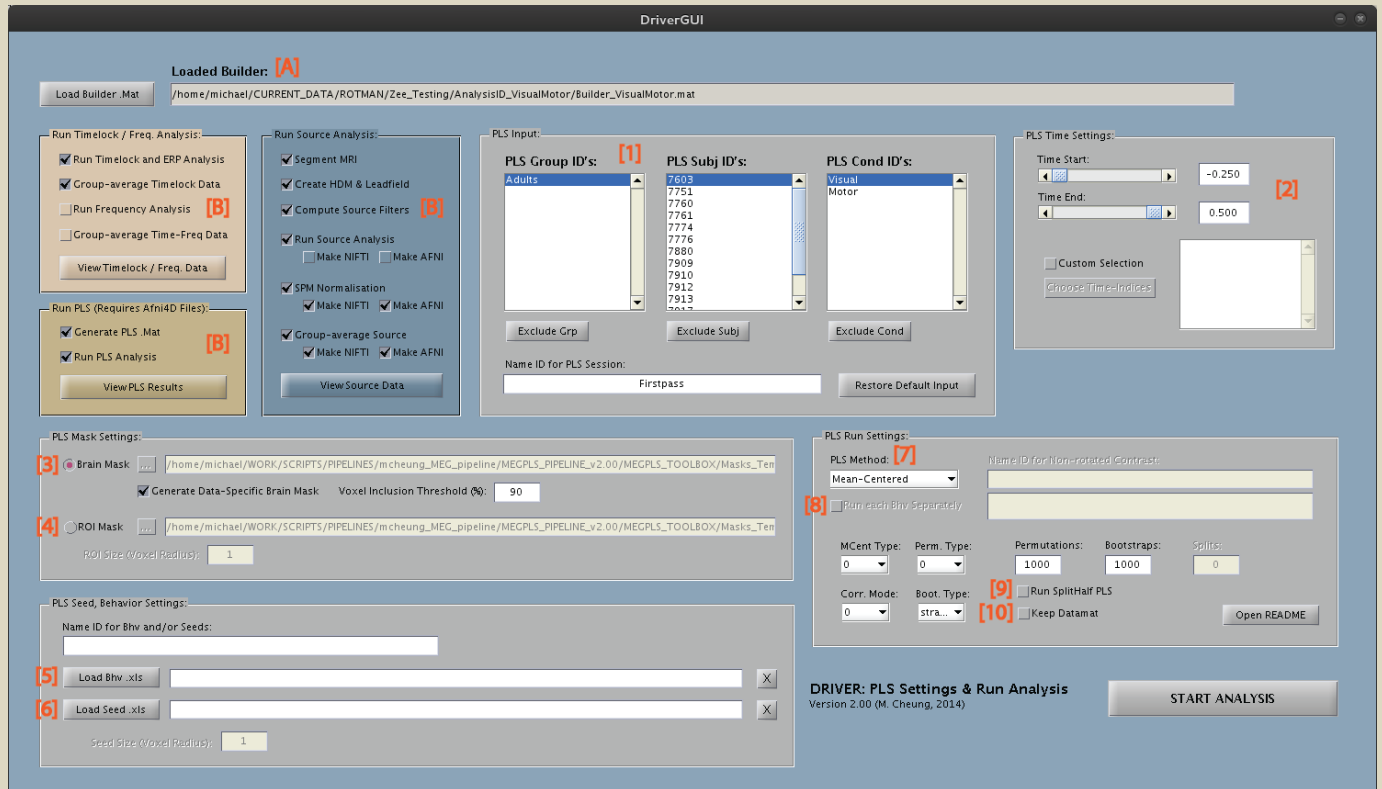 DriverGUI
Loaded Builder: [A]
Load Builder .Mat
/home/michael/CURRENT_DATA/ROTMAN/Zee_Testing/AnalysisID_VisualMotor/Builder_VisualMotor.mat
Run Timelock / Freq. Analysis:
Run Timelock and ERP Analysis
Group-average Timelock Data
Run Frequency Analysis [B]
Group-average Time-Freq Data
View Timelock / Freq. Data
Run PLS (Requires Afni4D Files):
Generate PLS .Mat
[B]
Run PLS Analysis
View PLS Results
Run Source Analysis:
Segment MRI
Create HDM & Leadfield
Compute Source Filters [B]
Run Source Analysis
Make NIFTI Make AFNI
SPM Normalisation
Make NIFTI Make AFNI
Group-average Source
Make NIFTI Make AFNI
View Source Data
PLS Input:
PLS Group ID's: [1] PLS Subj ID's: PLS Cond ID's:
Adults
7603
7751
7760
7761
7774
7776
7880
7909
7910
7912
7913
Visual
Motor
Exclude Grp
Exclude Subj
Exclude Cond
Name ID for PLS Session:
Firstpass
Restore Default Input
PLS Time Settings:
Time Start:
-0.250
[2]
Time End:
0.500
Custom Selection
Choose Time-Indices
PLS Mask Settings:
[3] Brain Mask ... /home/michael/WORK/SCRIPTS/PIPELINES/mcheung_MEG_pipeline/MEGPLS_PIPELINE_v2.00/MEGPLS_TOOLBOX/Masks_Tem
Generate Data-Specific Brain Mask Voxel Inclusion Threshold (%): 90
[4] ROI Mask ... /home/michael/WORK/SCRIPTS/PIPELINES/mcheung_MEG_pipeline/MEGPLS_PIPELINE_v2.00/MEGPLS_TOOLBOX/Masks_Tem
ROI Size (Voxel Radius): 1
PLS Seed, Behavior Settings:
Name ID for Bhv and/or Seeds:
[5] Load Bhv .xls X
[6] Load Seed .xls X
Seed Size (Voxel Radius): 1
PLS Run Settings:
PLS Method: [7] Name ID for Non-rotated Contrast:
Mean-Centered
[8] Run each Bhv Separately
MCent Type: Perm. Type: Permutations: Bootstraps: Splits:
0 0 1000 1000 0
Corr. Mode: Boot. Type: [9] Run SplitHalf PLS
0 stra... [10] Keep Datamat
Open README
DRIVER: PLS Settings & Run Analysis
Version 2.00 (M. Cheung, 2014)
START ANALYSIS